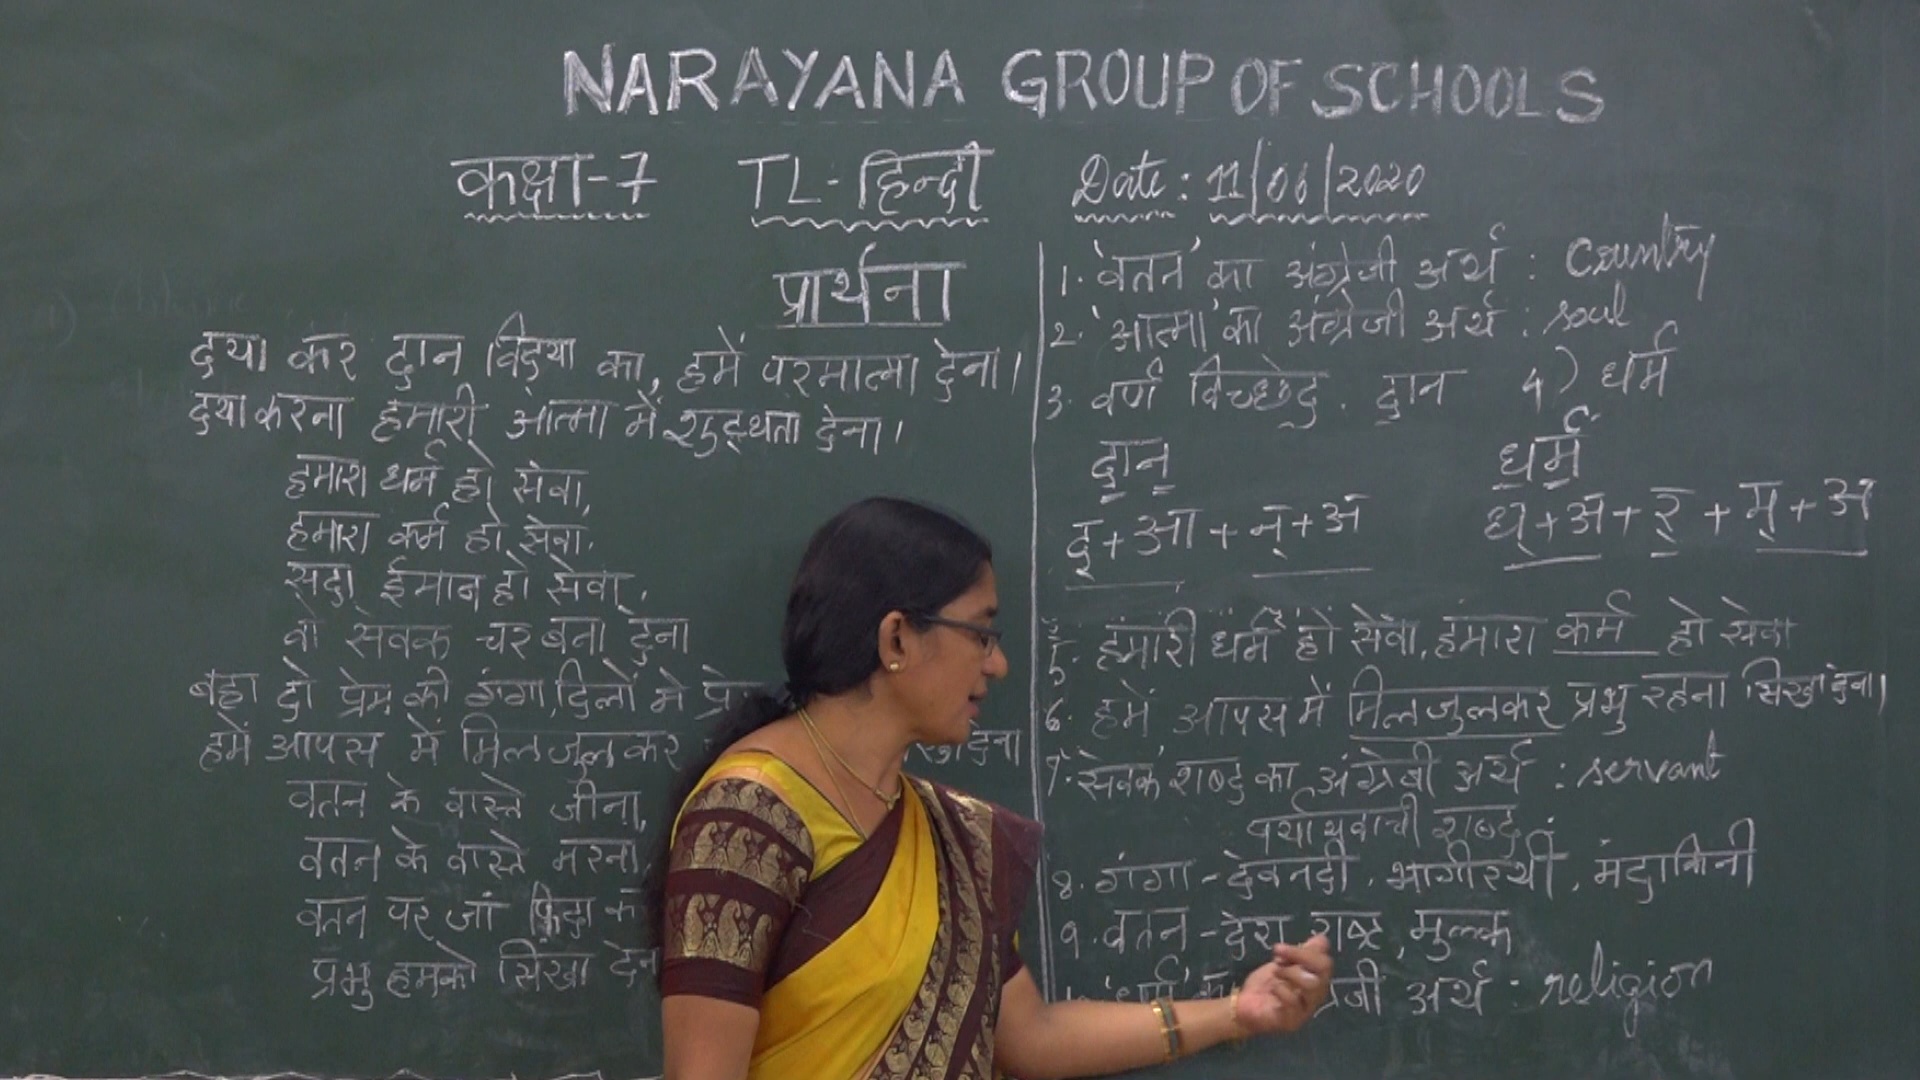 NARAYANA GROUP OF SCHOOLS
कक्षा-7 TL-हिन्दी Date: 11/06/2020
प्रार्थना
दया कर दान विद्या का, हमें परमात्मा देना।
दया करना हमारी आत्मा में शुद्धता देना।
हमारा धर्म हो सेवा,
हमारा कर्म हो सेवा,
सदा ईमान हो सेवा,
वो सेवक चर बना देना
बहा दो प्रेम की गंगा, दिलों में
हमें आपस में मिलजुलकर
वतन के वास्ते जीना,
वतन के वास्ते मरना,
वतन पर जां फ़िदा
प्रभु हमको सिखा
1. 'वतन' का अंग्रेजी अर्थ : Country
2. 'आत्मा' का अंग्रेजी अर्थ : soul
3. वर्ण विच्छेद. दान 4) धर्म
दान धर्म
द्+आ+न्+अ ध्+अ+र्+म्+अ
5. हमारी धर्म हो सेवा, हमारा कर्म हो सेवा
6. हमें आपस में मिलजुलकर प्रभु रहना सिखा देना।
7. सेवक शब्द का अंग्रेजी अर्थ : servant
पर्यायवाची शब्द
8. गंगा - देवनदी, भागीरथी, मंदाकिनी
9. वतन - देश, राष्ट्र, मुल्क
'धर्म' का अर्थ : religion